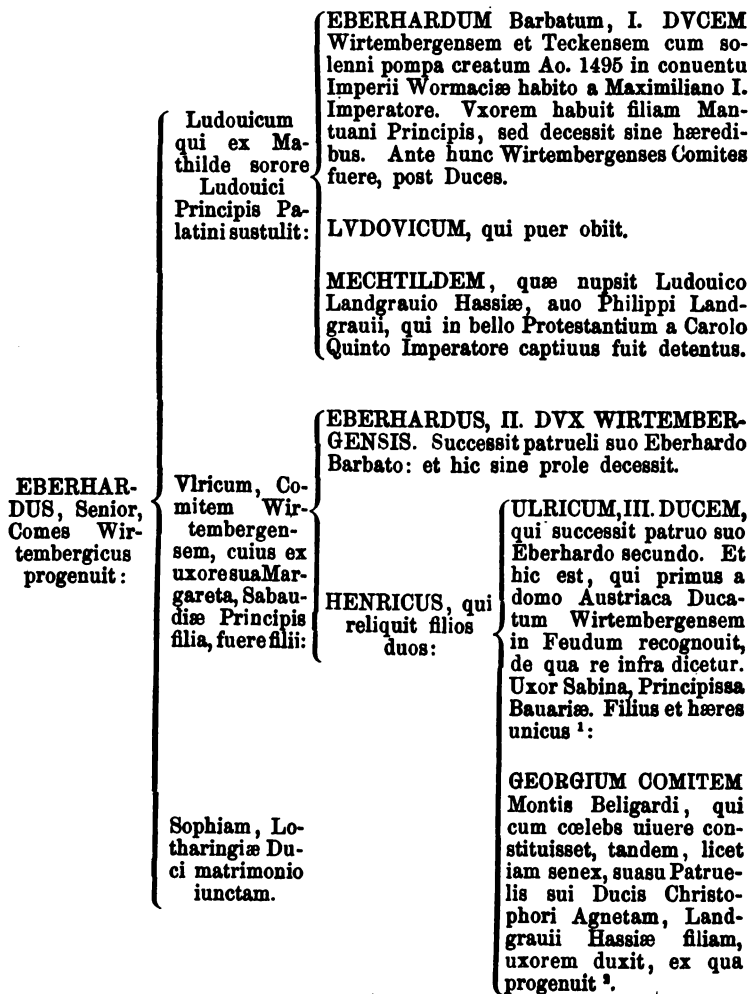 EBERHAR-
DUS, Senior,
Comes Wir-
tembergicus
progenuit:
Ludouicum
qui ex Ma-
thilde sorore
Ludouici
Principis Pa-
latini sustulit:
EBERHARDUM Barbatum, I. DVCEM
Wirtembergensem et Teckensem cum so-
lenni pompa creatum Ao. 1495 in conuentu
Imperii Wormaciæ habito a Maximiliano I.
Imperatore. Vxorem habuit filiam Man-
tuani Principis, sed decessit sine hæredi-
bus. Ante hunc Wirtembergenses Comites
fuere, post Duces.
LVDOVICUM, qui puer obiit.
MECHTILDEM, quæ nupsit Ludouico
Landgrauio Hassiæ, auo Philippi Land-
grauii, qui in bello Protestantium a Carolo
Quinto Imperatore captiuus fuit detentus.
Vlricum, Co-
mitem Wir-
tembergen-
sem, cuius ex
uxore sua Mar-
gareta, Sabau-
diæ Principis
filia, fuere filii:
EBERHARDUS, II. DVX WIRTEMBER-
GENSIS. Successit patrueli suo Eberhardo
Barbato: et hic sine prole decessit.
HENRICUS, qui
reliquit filios
duos:
ULRICUM, III. DUCEM,
qui successit patruo suo
Eberhardo secundo. Et
hic est, qui primus a
domo Austriaca Duca-
tum Wirtembergensem
in Feudum recognouit,
de qua re infra dicetur.
Uxor Sabina, Principissa
Bauariæ. Filius et hæres
unicus ¹:
GEORGIUM COMITEM
Montis Beligardi, qui
cum cœlebs uiuere con-
stituisset, tandem, licet
iam senex, suasu Patrue-
lis sui Ducis Christo-
phori Agnetam, Land-
grauii Hassiæ filiam,
uxorem duxit, ex qua
progenuit ².
Sophiam, Lo-
tharingiæ Du-
ci matrimonio
iunctam.